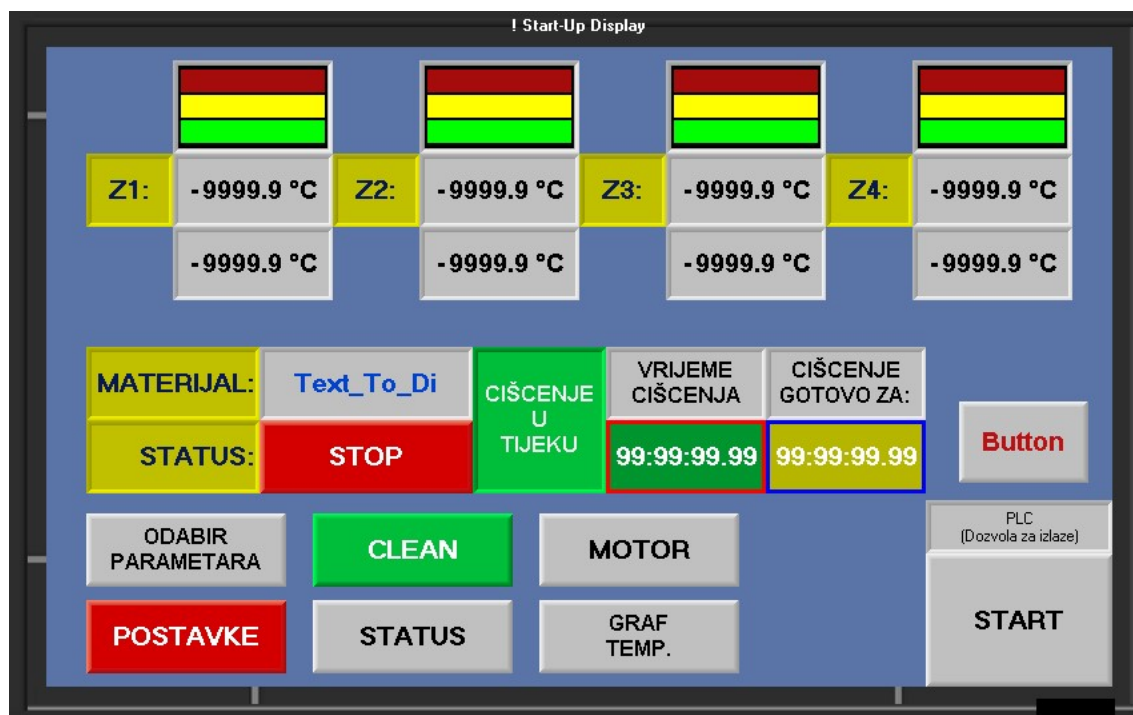 ! Start-Up Display
Z1: -9999.9 °C Z2: -9999.9 °C Z3: -9999.9 °C Z4: -9999.9 °C
-9999.9 °C -9999.9 °C -9999.9 °C -9999.9 °C
MATERIJAL:
Text_To_Di
CIŠCENJE
U
TIJEKU
VRIJEME
CIŠCENJA
CIŠCENJE
GOTOVO ZA:
STATUS:
STOP
99:99:99.99
99:99:99.99
Button
ODABIR
PARAMETARA
CLEAN
MOTOR
PLC
(Dozvola za izlaze)
START
POSTAVKE
STATUS
GRAF
TEMP.